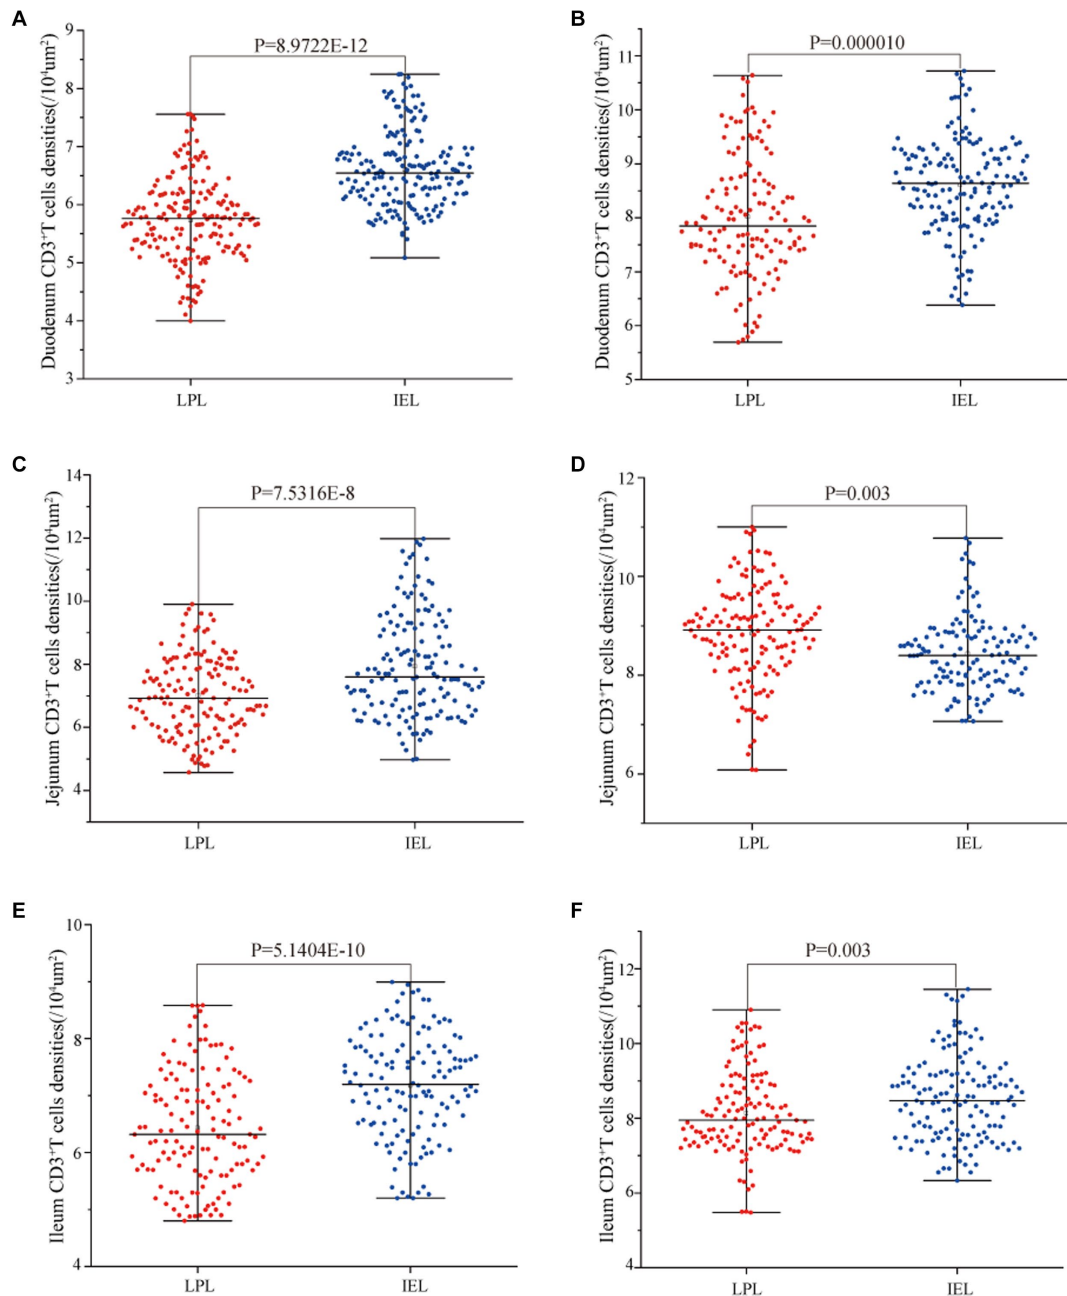 A
P=8.9722E-12
Duodenum CD3⁺T cells densities(/10⁴um²)
9
8
7
6
5
4
3
LPL
IEL
B
P=0.000010
Duodenum CD3⁺T cells densities(/10⁴um²)
11
10
9
8
7
6
5
LPL
IEL
C
P=7.5316E-8
Jejunum CD3⁺T cells densities(/10⁴um²)
14
12
10
8
6
4
LPL
IEL
D
P=0.003
Jejunum CD3⁺T cells densities(/10⁴um²)
12
10
8
6
LPL
IEL
E
P=5.1404E-10
Ileum CD3⁺T cells densities(/10⁴um²)
10
8
6
4
LPL
IEL
F
P=0.003
Ileum CD3⁺T cells densities(/10⁴um²)
12
10
8
6
4
LPL
IEL